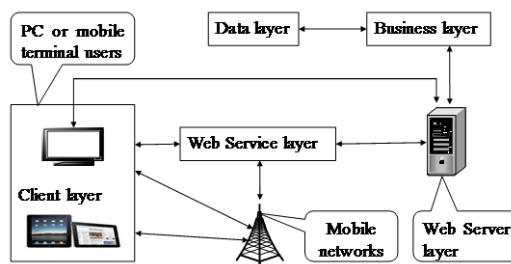 PC or mobile
terminal users
Data layer
Business layer
Web Service layer
Client layer
Mobile
networks
Web Server
layer